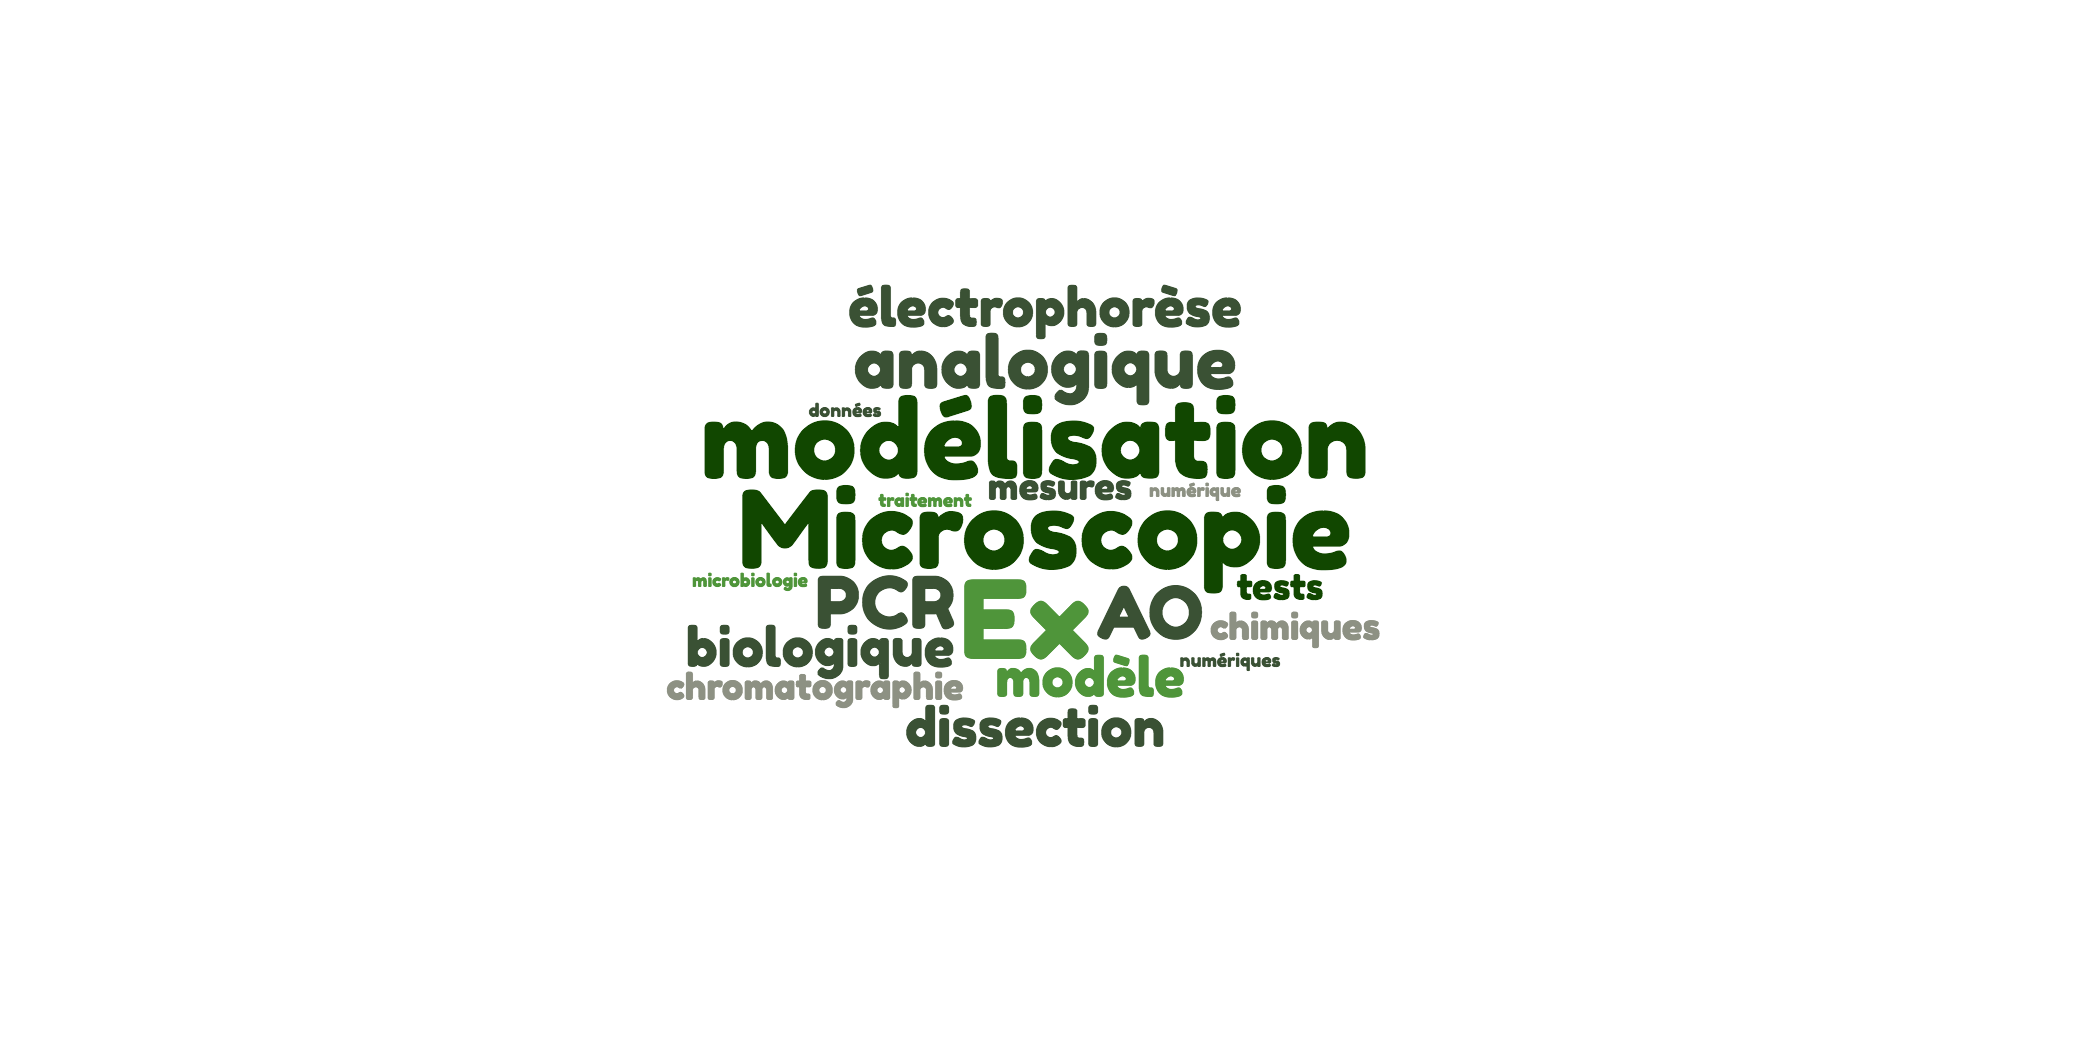 électrophorèse
analogique
données
modélisation
mesures
numérique
traitement
Microscopie
microbiologie
PCR
Ex
AO
tests
chimiques
biologique
numériques
modèle
chromatographie
dissection